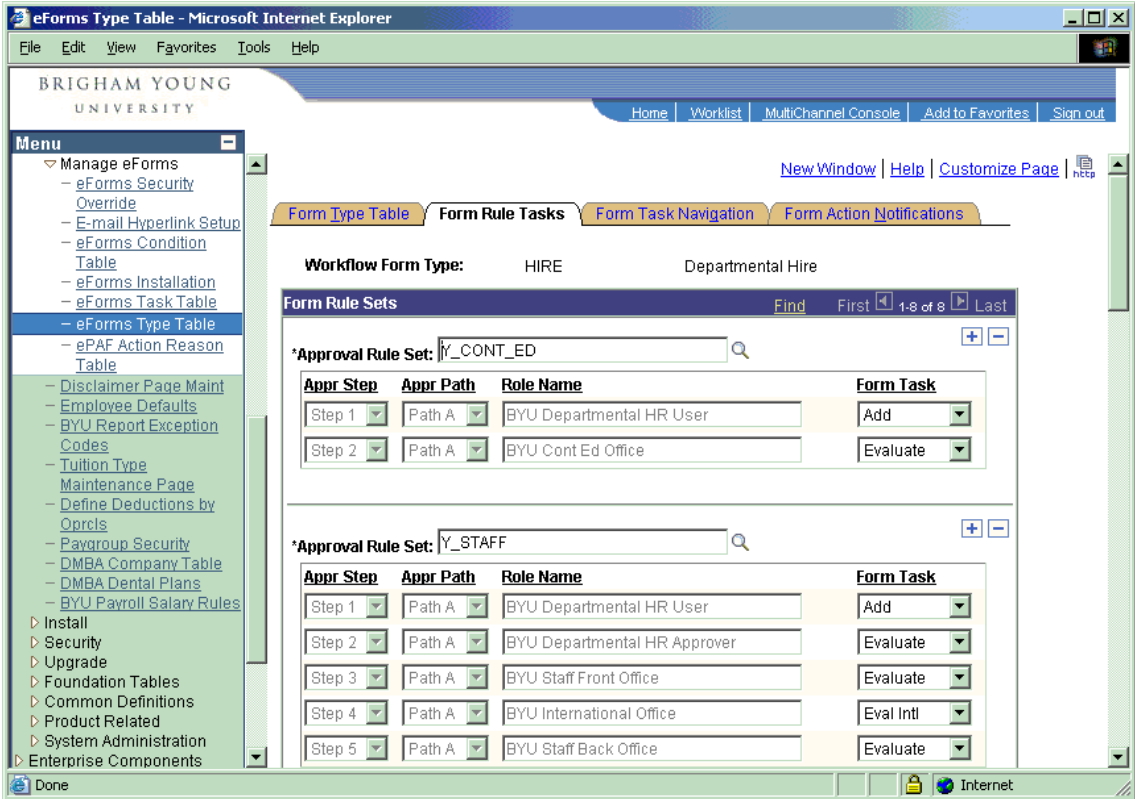 eForms Type Table - Microsoft Internet Explorer
File Edit View Favorites Tools Help
BRIGHAM YOUNG
UNIVERSITY
Home Worklist MultiChannel Console Add to Favorites Sign out
Menu
Manage eForms
– eForms Security
Override
– E-mail Hyperlink Setup
– eForms Condition
Table
– eForms Installation
– eForms Task Table
– eForms Type Table
– ePAF Action Reason
Table
– Disclaimer Page Maint
– Employee Defaults
– BYU Report Exception
Codes
– Tuition Type
Maintenance Page
– Define Deductions by
Oprcls
– Paygroup Security
– DMBA Company Table
– DMBA Dental Plans
– BYU Payroll Salary Rules
Install
Security
Upgrade
Foundation Tables
Common Definitions
Product Related
System Administration
Enterprise Components
New Window | Help | Customize Page | http
Form Type Table Form Rule Tasks Form Task Navigation Form Action Notifications
Workflow Form Type: HIRE Departmental Hire
Form Rule Sets Find First 1-8 of 8 Last
*Approval Rule Set: Y_CONT_ED
Appr Step Appr Path Role Name Form Task
Step 1 Path A BYU Departmental HR User Add
Step 2 Path A BYU Cont Ed Office Evaluate
*Approval Rule Set: Y_STAFF
Appr Step Appr Path Role Name Form Task
Step 1 Path A BYU Departmental HR User Add
Step 2 Path A BYU Departmental HR Approver Evaluate
Step 3 Path A BYU Staff Front Office Evaluate
Step 4 Path A BYU International Office Eval Intl
Step 5 Path A BYU Staff Back Office Evaluate
Done Internet